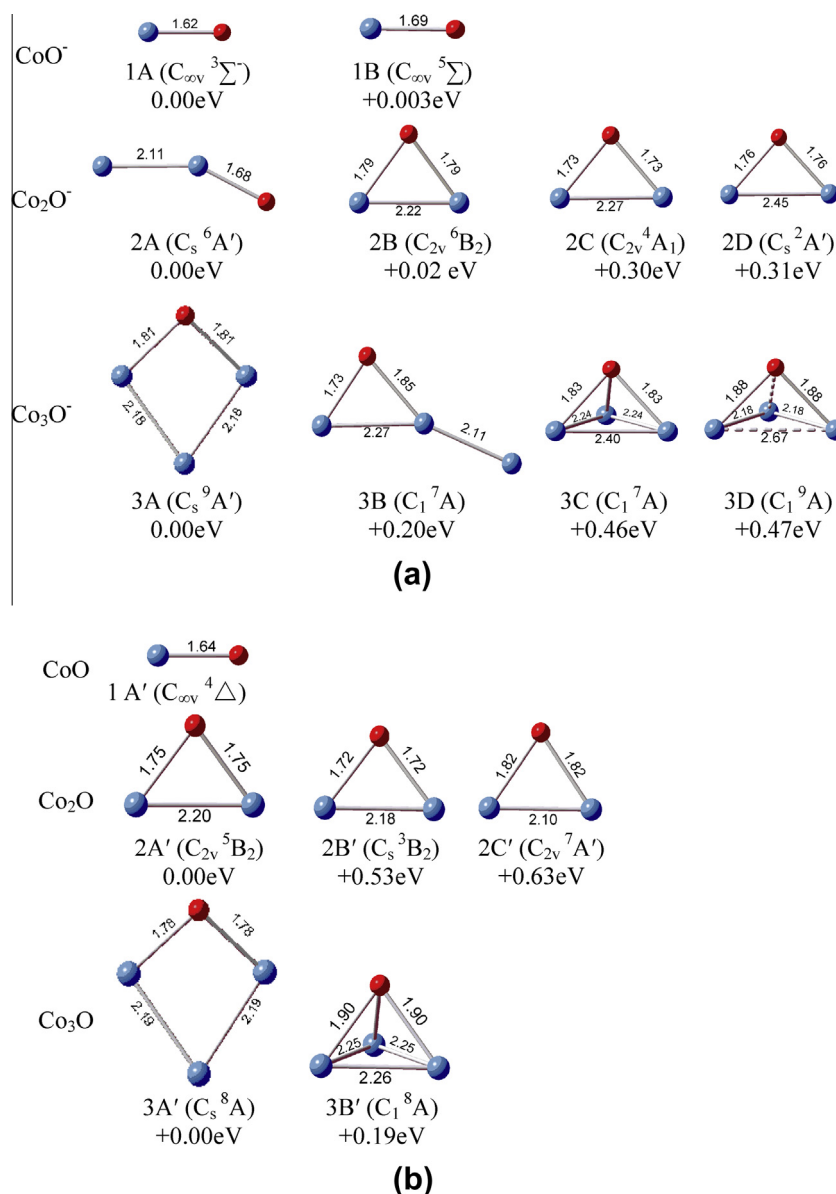 1.62 1.69
CoO⁻
1A (C∞v ³∑⁻) 1B (C∞v ⁵∑)
0.00eV +0.003eV
2.11 1.68 1.79 1.79 1.73 1.73 1.76 1.76
Co₂O⁻
2.22 2.27 2.45
2A (Cₛ ⁶A′) 2B (C₂ᵥ ⁶B₂) 2C (C₂ᵥ ⁴A₁) 2D (Cₛ ²A′)
0.00eV +0.02 eV +0.30eV +0.31eV
1.81 1.81 1.73 1.85 1.83 1.83 1.88 1.88
Co₃O⁻
2.18 2.18 2.27 2.11 2.24 2.24 2.40 2.18 2.18 2.67
3A (Cₛ ⁹A′) 3B (C₁ ⁷A) 3C (C₁ ⁷A) 3D (C₁ ⁹A)
0.00eV +0.20eV +0.46eV +0.47eV
(a)
1.64
CoO
1 A′ (C∞v ⁴△)
1.75 1.75 1.72 1.72 1.82 1.82
Co₂O
2.20 2.18 2.10
2A′ (C₂ᵥ ⁵B₂) 2B′ (Cₛ ³B₂) 2C′ (C₂ᵥ ⁷A′)
0.00eV +0.53eV +0.63eV
1.78 1.78 1.90 1.90
Co₃O
2.19 2.19 2.25 2.25 2.26
3A′ (Cₛ ⁸A) 3B′ (C₁ ⁸A)
+0.00eV +0.19eV
(b)